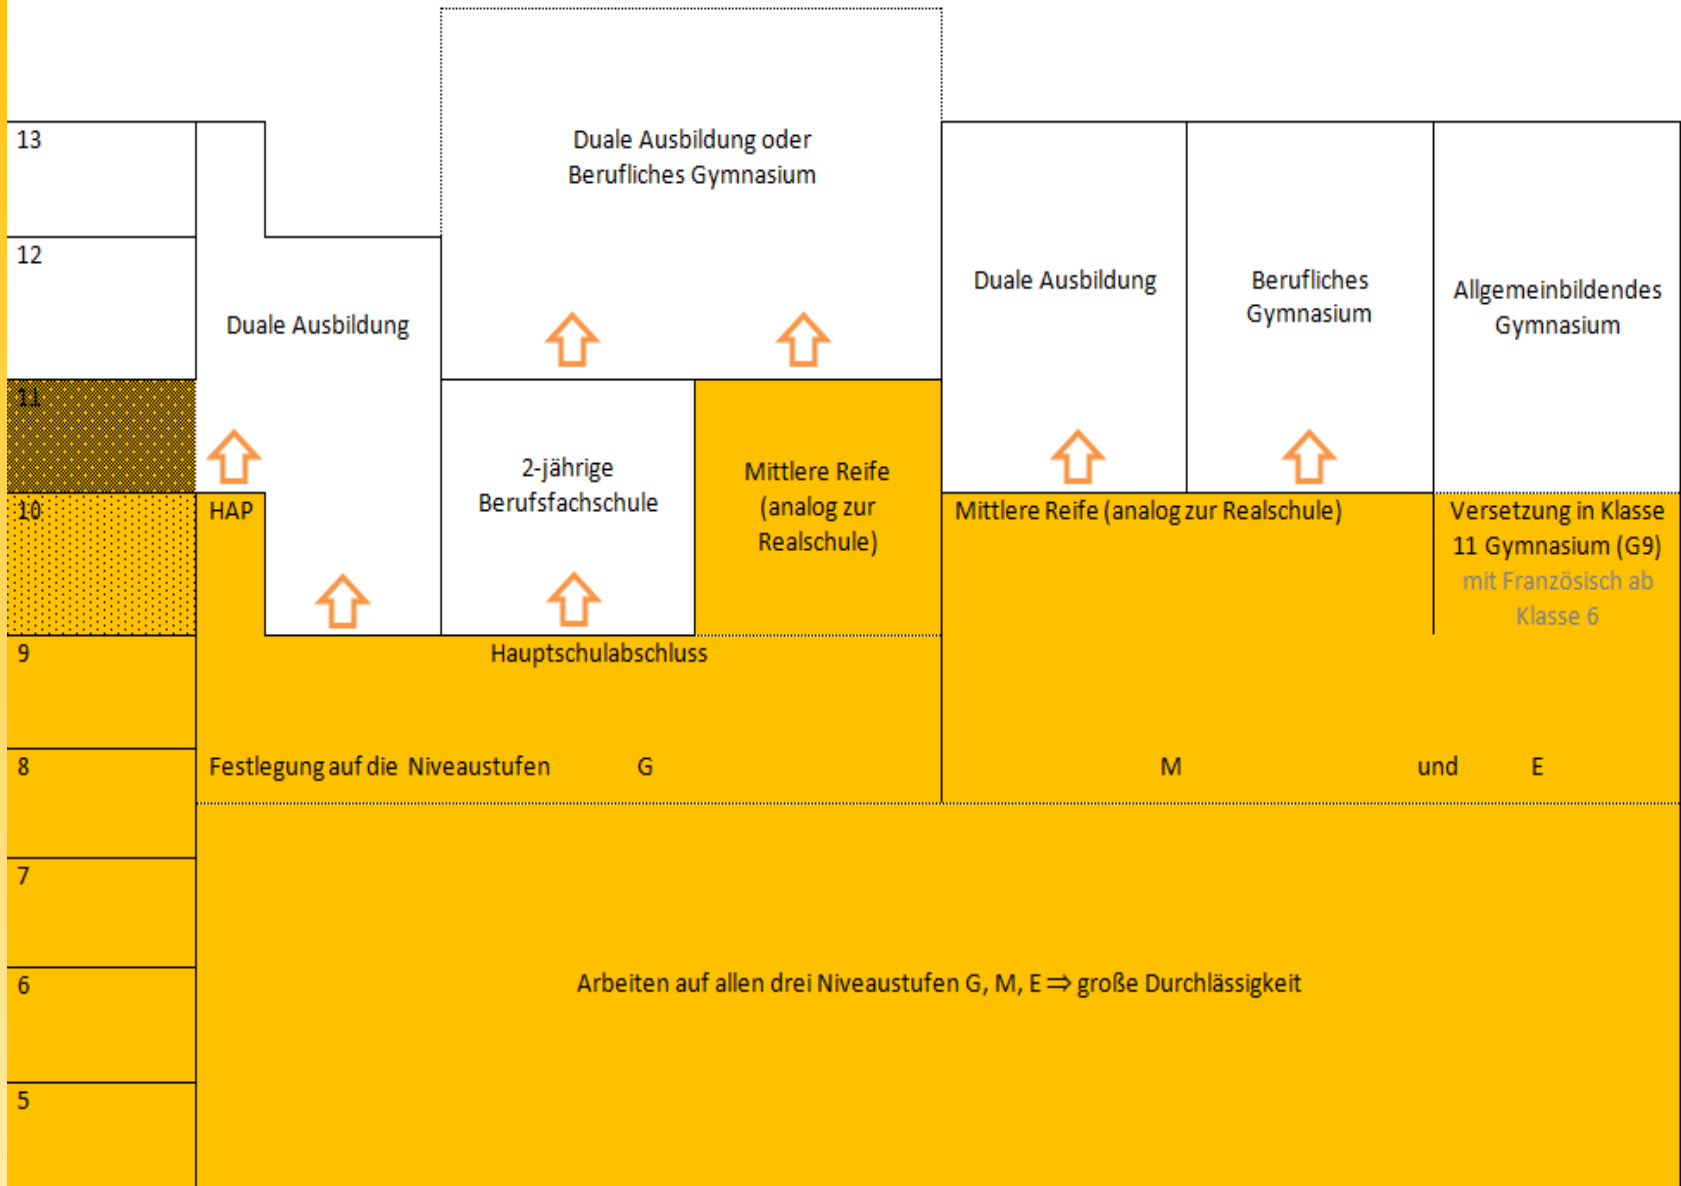 13
Duale Ausbildung oder
Berufliches Gymnasium
12
Duale Ausbildung
Duale Ausbildung
Berufliches
Gymnasium
Allgemeinbildendes
Gymnasium
11
2-jährige
Berufsfachschule
Mittlere Reife
(analog zur
Realschule)
10
HAP
Mittlere Reife (analog zur Realschule)
Versetzung in Klasse
11 Gymnasium (G9)
mit Französisch ab
Klasse 6
9
Hauptschulabschluss
8
Festlegung auf die Niveaustufen G M und E
7
6
Arbeiten auf allen drei Niveaustufen G, M, E ⇒ große Durchlässigkeit
5